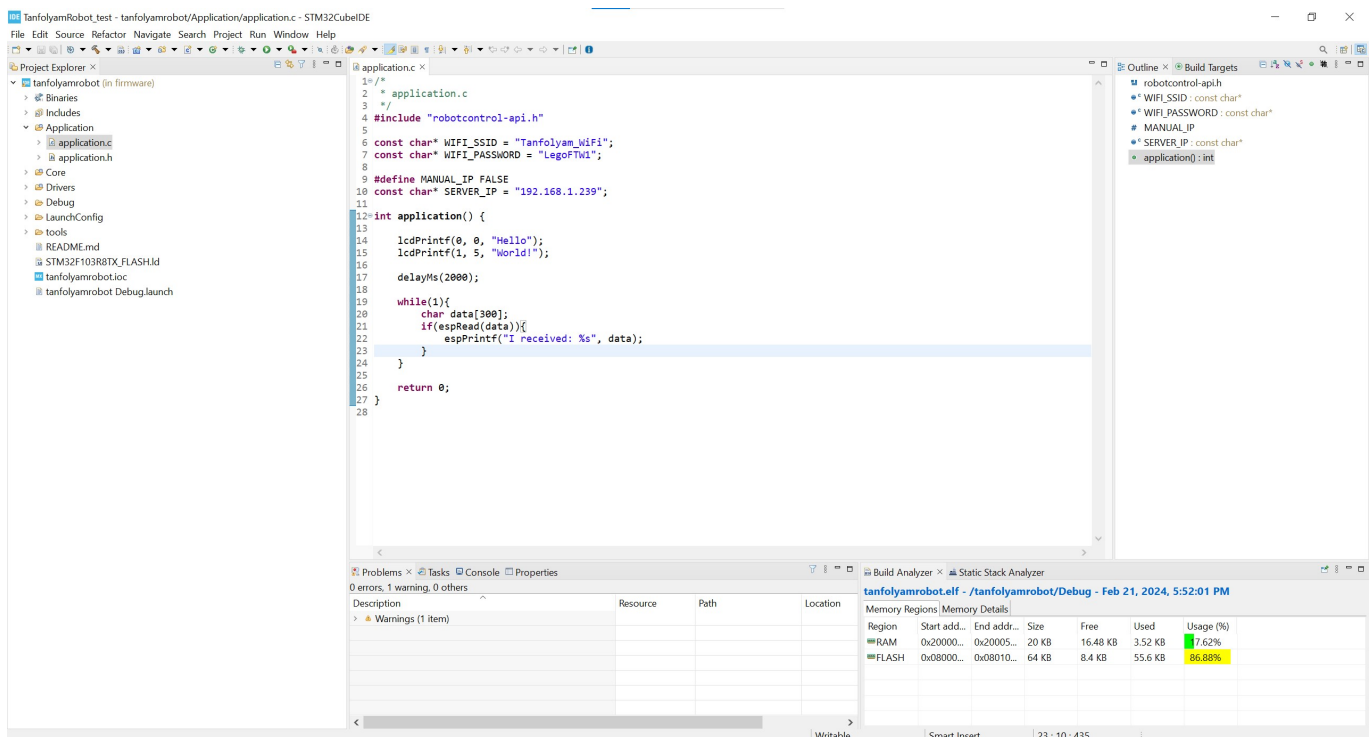 IDE TanfolyamRobot_test - tanfolyamrobot/Application/application.c - STM32CubeIDE
File Edit Source Refactor Navigate Search Project Run Window Help
Project Explorer
tanfolyamrobot (in firmware)
Binaries
Includes
Application
application.c
application.h
Core
Drivers
Debug
LaunchConfig
tools
README.md
STM32F103R8TX_FLASH.ld
tanfolyamrobot.ioc
tanfolyamrobot Debug.launch
application.c
1 /*
2 * application.c
3 */
4 #include "robotcontrol-api.h"
5
6 const char* WIFI_SSID = "Tanfolyam_WiFi";
7 const char* WIFI_PASSWORD = "LegoFTW1";
8
9 #define MANUAL_IP FALSE
10 const char* SERVER_IP = "192.168.1.239";
11
12 int application() {
13
14 lcdPrintf(0, 0, "Hello");
15 lcdPrintf(1, 5, "World!");
16
17 delayMs(2000);
18
19 while(1){
20 char data[300];
21 if(espRead(data)){
22 espPrintf("I received: %s", data);
23 }
24 }
25
26 return 0;
27 }
28
Outline Build Targets
robotcontrol-api.h
WIFI_SSID : const char*
WIFI_PASSWORD : const char*
# MANUAL_IP
SERVER_IP : const char*
application() : int
Problems Tasks Console Properties
0 errors, 1 warning, 0 others
Description Resource Path Location
Warnings (1 item)
Build Analyzer Static Stack Analyzer
tanfolyamrobot.elf - /tanfolyamrobot/Debug - Feb 21, 2024, 5:52:01 PM
Memory Regions Memory Details
Region Start add... End addr... Size Free Used Usage (%)
RAM 0x20000... 0x20005... 20 KB 16.48 KB 3.52 KB 17.62%
FLASH 0x08000... 0x08010... 64 KB 8.4 KB 55.6 KB 86.88%
Writable Smart Insert 23 : 10 : 435